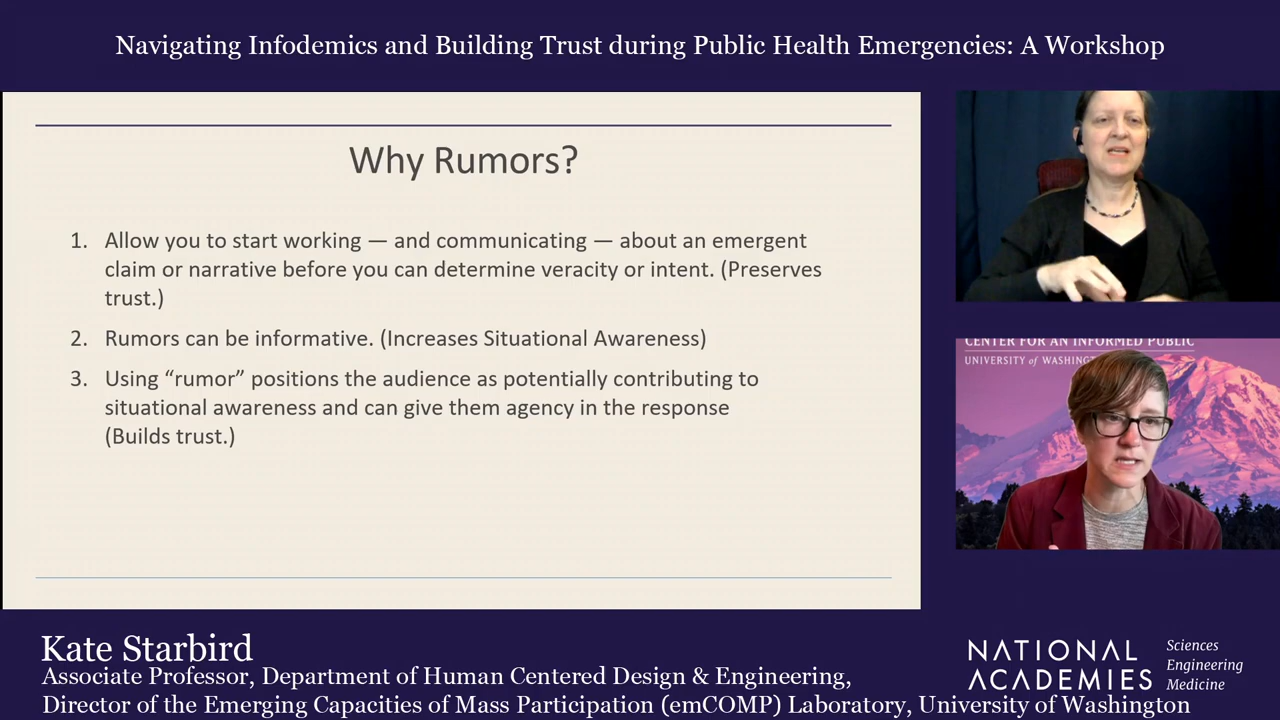 Navigating Infodemics and Building Trust during Public Health Emergencies: A Workshop
Why Rumors?
1. Allow you to start working — and communicating — about an emergent
claim or narrative before you can determine veracity or intent. (Preserves
trust.)
2. Rumors can be informative. (Increases Situational Awareness)
3. Using “rumor” positions the audience as potentially contributing to
situational awareness and can give them agency in the response
(Builds trust.)
CENTER FOR AN INFORMED PUBLIC
UNIVERSITY of WASHINGT
Kate Starbird
Associate Professor, Department of Human Centered Design & Engineering,
Director of the Emerging Capacities of Mass Participation (emCOMP) Laboratory, University of Washington
NATIONAL
ACADEMIES
Sciences
Engineering
Medicine